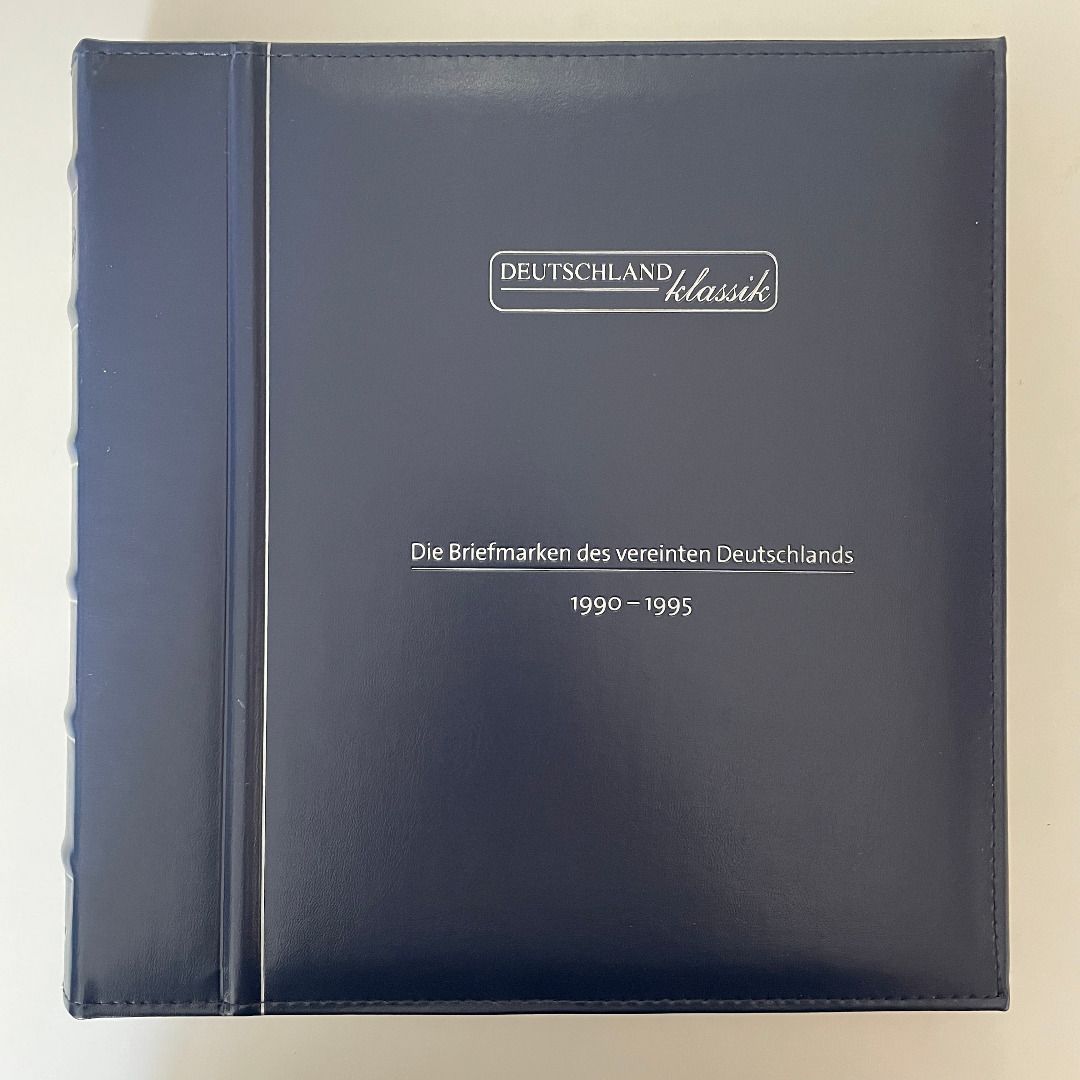 DEUTSCHLAND
klassik
Die Briefmarken des vereinten Deutschlands
1990 – 1995